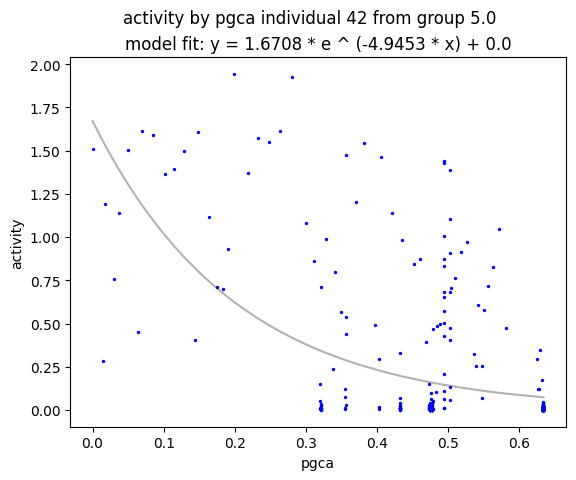 activity by pgca individual 42 from group 5.0
model fit: y = 1.6708 * e ^ (-4.9453 * x) + 0.0
2.00
1.75
1.50
1.25
1.00
0.75
0.50
0.25
0.00
activity
0.0 0.1 0.2 0.3 0.4 0.5 0.6
pgca